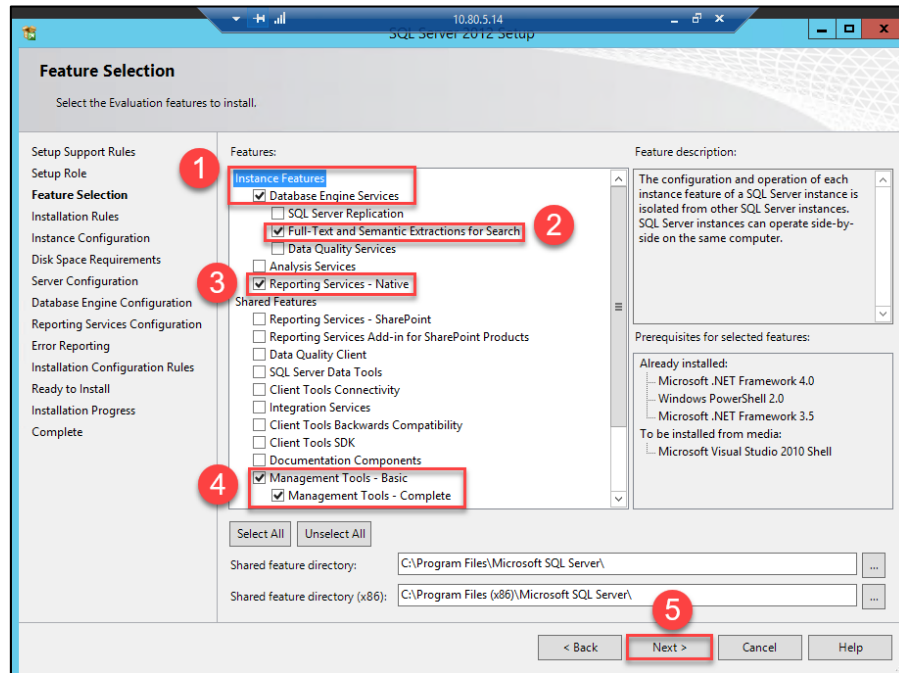 10.80.5.14
SQL Server 2012 Setup
Feature Selection
Select the Evaluation features to install.
Setup Support Rules
Setup Role
Feature Selection
Installation Rules
Instance Configuration
Disk Space Requirements
Server Configuration
Database Engine Configuration
Reporting Services Configuration
Error Reporting
Installation Configuration Rules
Ready to Install
Installation Progress
Complete
Features:
1
Instance Features
Database Engine Services
SQL Server Replication
Full-Text and Semantic Extractions for Search
2
Data Quality Services
Analysis Services
3
Reporting Services - Native
Shared Features
Reporting Services - SharePoint
Reporting Services Add-in for SharePoint Products
Data Quality Client
SQL Server Data Tools
Client Tools Connectivity
Integration Services
Client Tools Backwards Compatibility
Client Tools SDK
Documentation Components
4
Management Tools - Basic
Management Tools - Complete
Feature description:
The configuration and operation of each
instance feature of a SQL Server instance is
isolated from other SQL Server instances.
SQL Server instances can operate side-by-
side on the same computer.
Prerequisites for selected features:
Already installed:
Microsoft .NET Framework 4.0
Windows PowerShell 2.0
Microsoft .NET Framework 3.5
To be installed from media:
Microsoft Visual Studio 2010 Shell
Select All
Unselect All
Shared feature directory:
C:\Program Files\Microsoft SQL Server\
...
Shared feature directory (x86):
C:\Program Files (x86)\Microsoft SQL Server\
...
5
< Back
Next >
Cancel
Help